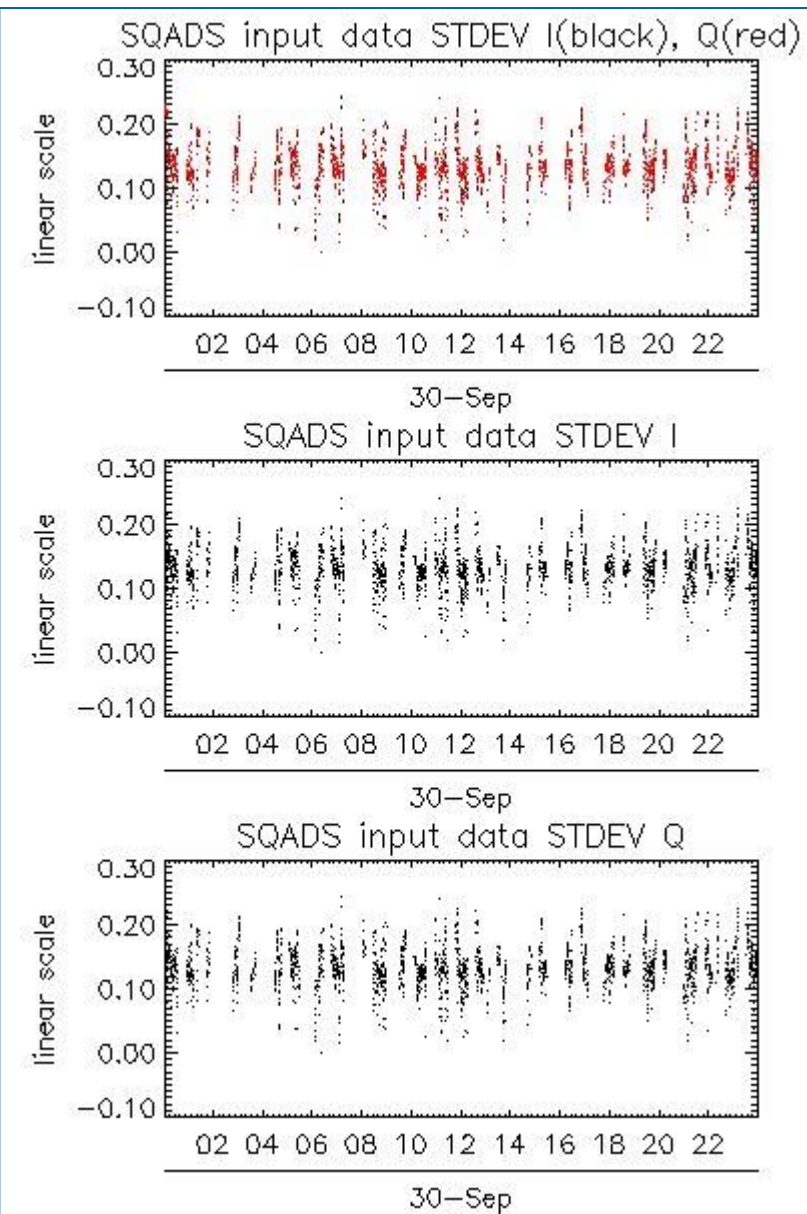 SQADS input data STDEV I(black), Q(red)
0.30
0.20
0.10
0.00
−0.10
linear scale
02 04 06 08 10 12 14 16 18 20 22
30−Sep
SQADS input data STDEV I
0.30
0.20
0.10
0.00
−0.10
linear scale
02 04 06 08 10 12 14 16 18 20 22
30−Sep
SQADS input data STDEV Q
0.30
0.20
0.10
0.00
−0.10
linear scale
02 04 06 08 10 12 14 16 18 20 22
30−Sep